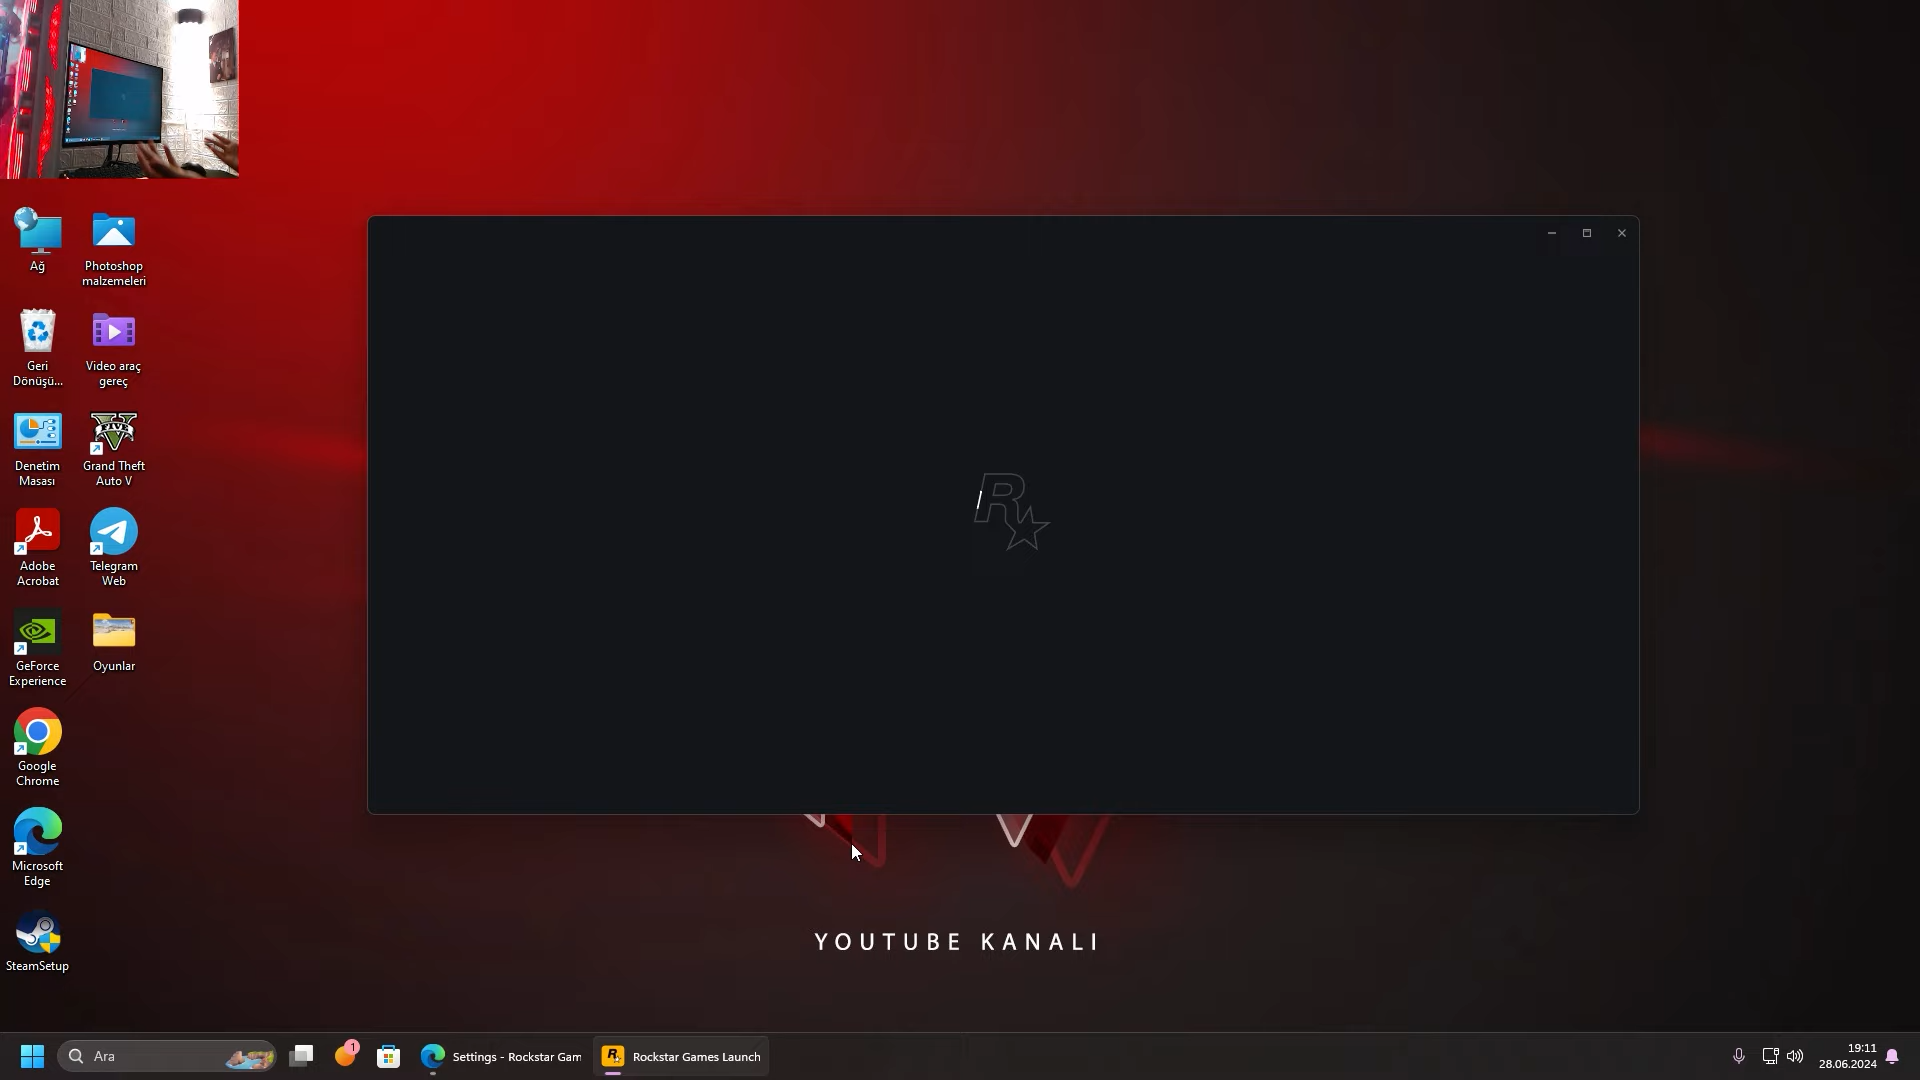 Ağ
Photoshop
malzemeleri
Geri
Dönüşü...
Video araç
gereç
Denetim
Masası
FIVE
Grand Theft
Auto V
Adobe
Acrobat
Telegram
Web
GeForce
Experience
Oyunlar
Google
Chrome
Microsoft
Edge
SteamSetup
R
YOUTUBE KANALI
Ara
1
Settings - Rockstar Gam
Rockstar Games Launch
19:11
28.06.2024